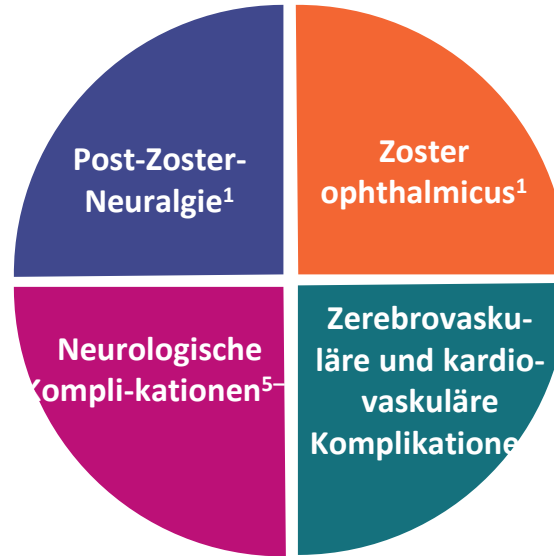 Post-Zoster-
Neuralgie¹
Zoster
ophthalmicus¹
Neurologische
Kompli-kationen⁵⁻
Zerebrovasku-
läre und kardio-
vaskuläre
Komplikatione